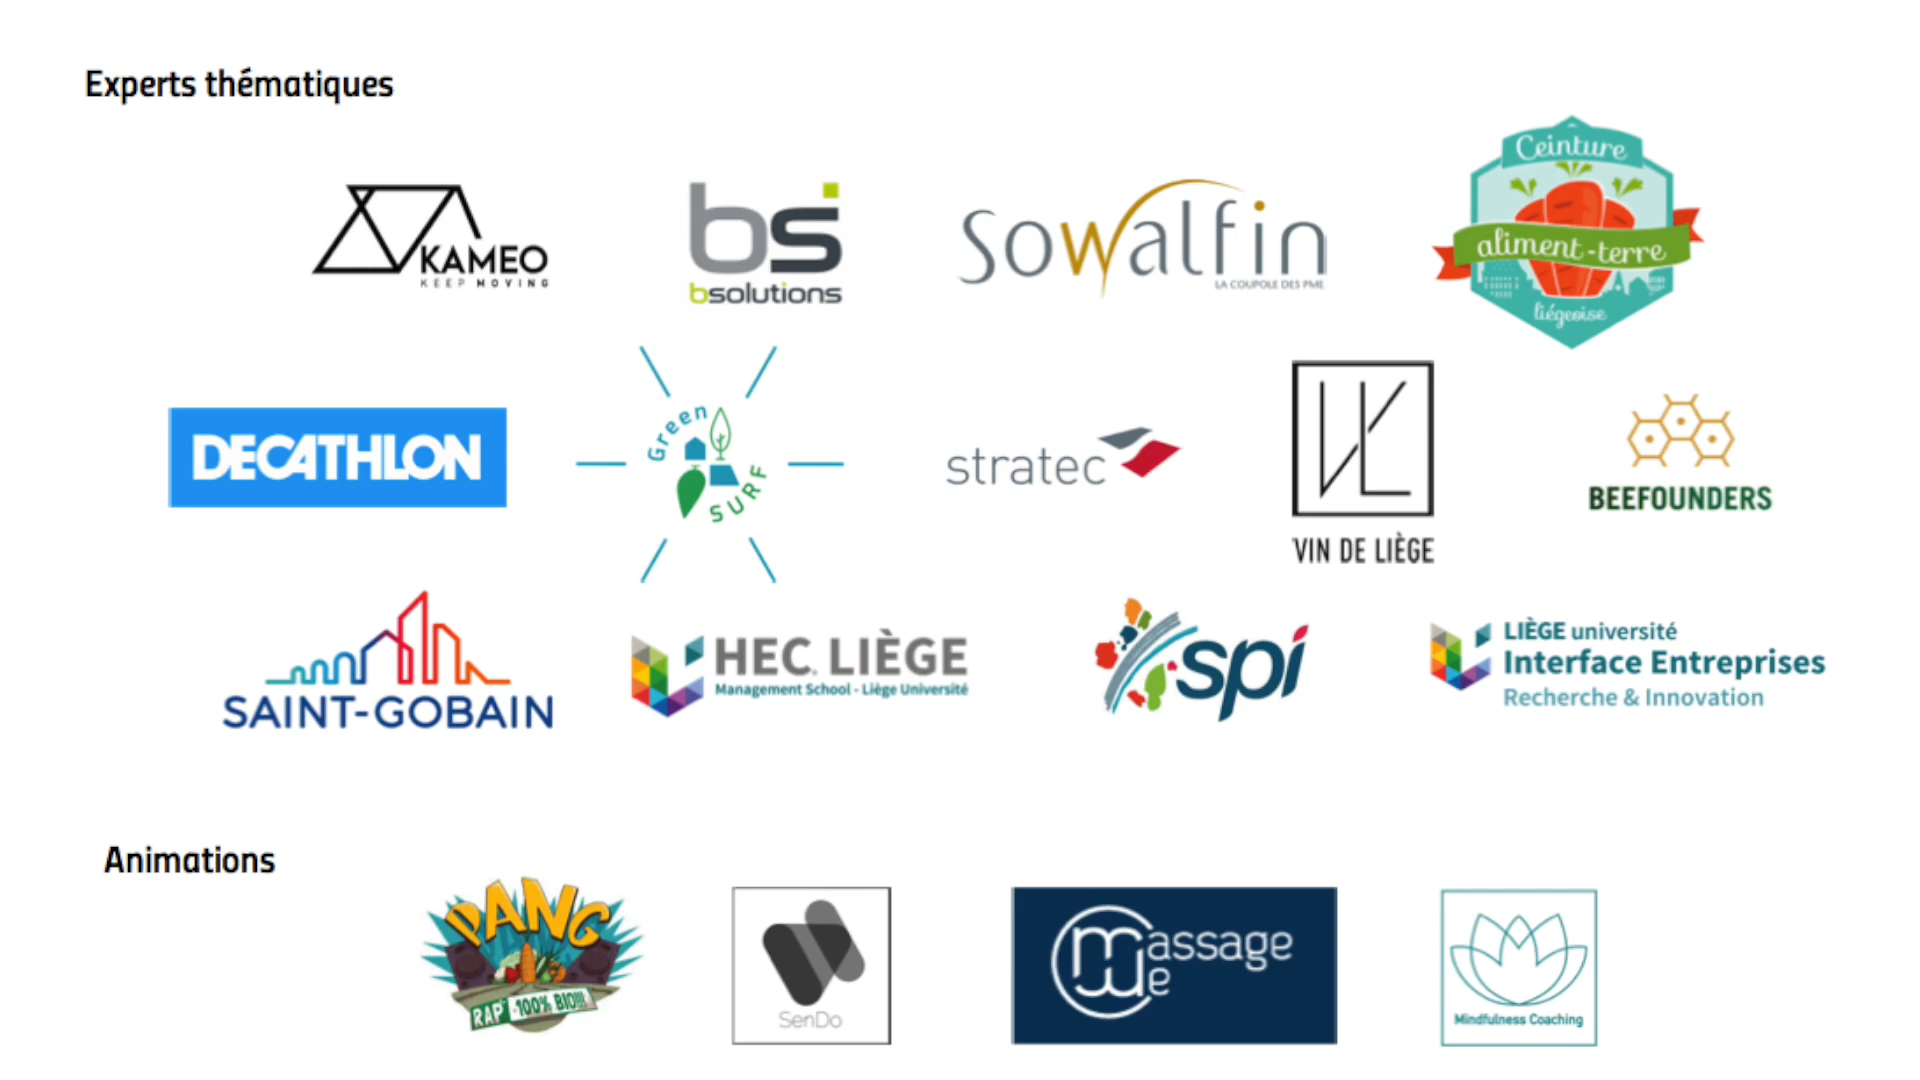 Experts thématiques
KAMEO
KEEP MOVING
bs
bsolutions
Sowalfin
LA COUPOLE DES PME
Ceinture
aliment-terre
liégeoise
DECATHLON
Green
SURF
stratec
VL
VIN DE LIÈGE
BEEFOUNDERS
SAINT-GOBAIN
HEC LIÈGE
Management School - Liège Université
spi
LIÈGE université
Interface Entreprises
Recherche & Innovation
Animations
PANG
RAP 100% BIO!!!
SenDo
massage
me
Mindfulness Coaching